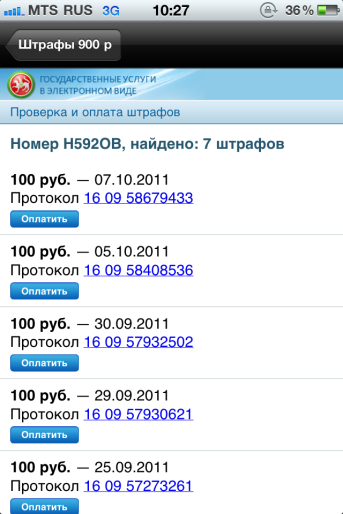 MTS RUS 3G 10:27 36%
Штрафы 900 р
ГОСУДАРСТВЕННЫЕ УСЛУГИ
В ЭЛЕКТРОННОМ ВИДЕ
Проверка и оплата штрафов
Номер Н592ОВ, найдено: 7 штрафов
100 руб. — 07.10.2011
Протокол 16 09 58679433
Оплатить
100 руб. — 05.10.2011
Протокол 16 09 58408536
Оплатить
100 руб. — 30.09.2011
Протокол 16 09 57932502
Оплатить
100 руб. — 29.09.2011
Протокол 16 09 57930621
Оплатить
100 руб. — 25.09.2011
Протокол 16 09 57273261
Оплатить